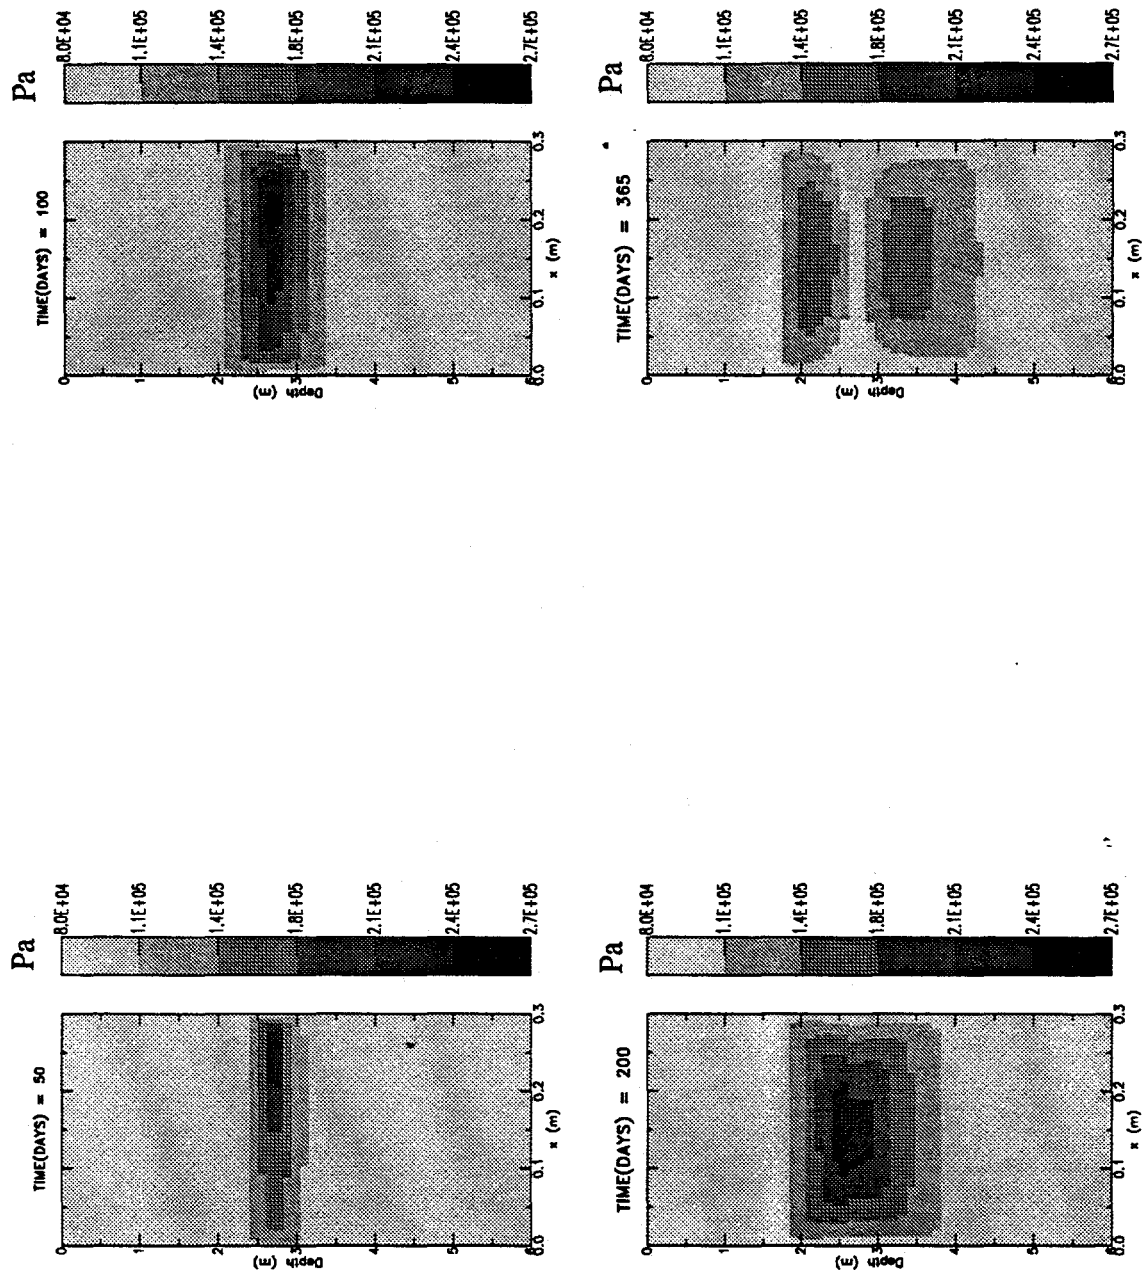 TIME(DAYS) = 50
Pa
0
1
2
3
4
5
6
Depth (m)
0.0
0.1
0.2
0.3
x (m)
8.0E+04
1.1E+05
1.4E+05
1.8E+05
2.1E+05
2.4E+05
2.7E+05
TIME(DAYS) = 100
Pa
0
1
2
3
4
5
6
Depth (m)
0.0
0.1
0.2
0.3
x (m)
8.0E+04
1.1E+05
1.4E+05
1.8E+05
2.1E+05
2.4E+05
2.7E+05
TIME(DAYS) = 200
Pa
0
1
2
3
4
5
6
Depth (m)
0.0
0.1
0.2
0.3
x (m)
8.0E+04
1.1E+05
1.4E+05
1.8E+05
2.1E+05
2.4E+05
2.7E+05
TIME(DAYS) = 365
Pa
0
1
2
3
4
5
6
Depth (m)
0.0
0.1
0.2
0.3
x (m)
8.0E+04
1.1E+05
1.4E+05
1.8E+05
2.1E+05
2.4E+05
2.7E+05